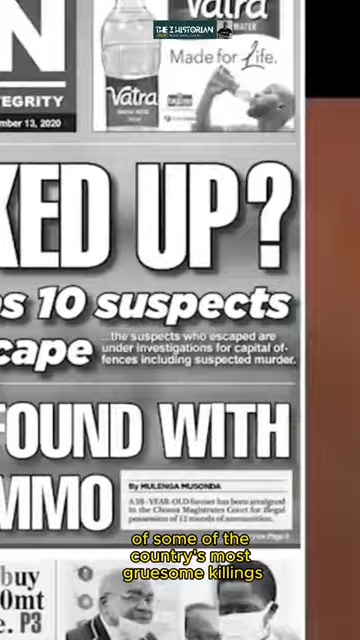 THE Z HISTORIAN
Vatra
WATER
Made for Life.
Vatra
N
TEGRITY
mber 13, 2020
KED UP?
s 10 suspects
cape
...the suspects who escaped are
under investigations for capital of-
fences including suspected murder.
FOUND WITH
MMO
By MULENGA MUSONDA
A 59-YEAR-OLD farmer has been arraigned
in the Choma Magistrates Court for illegal
possession of 12 rounds of ammunition.
of some of the
country's most
gruesome killings
buy
0mt
e. P3